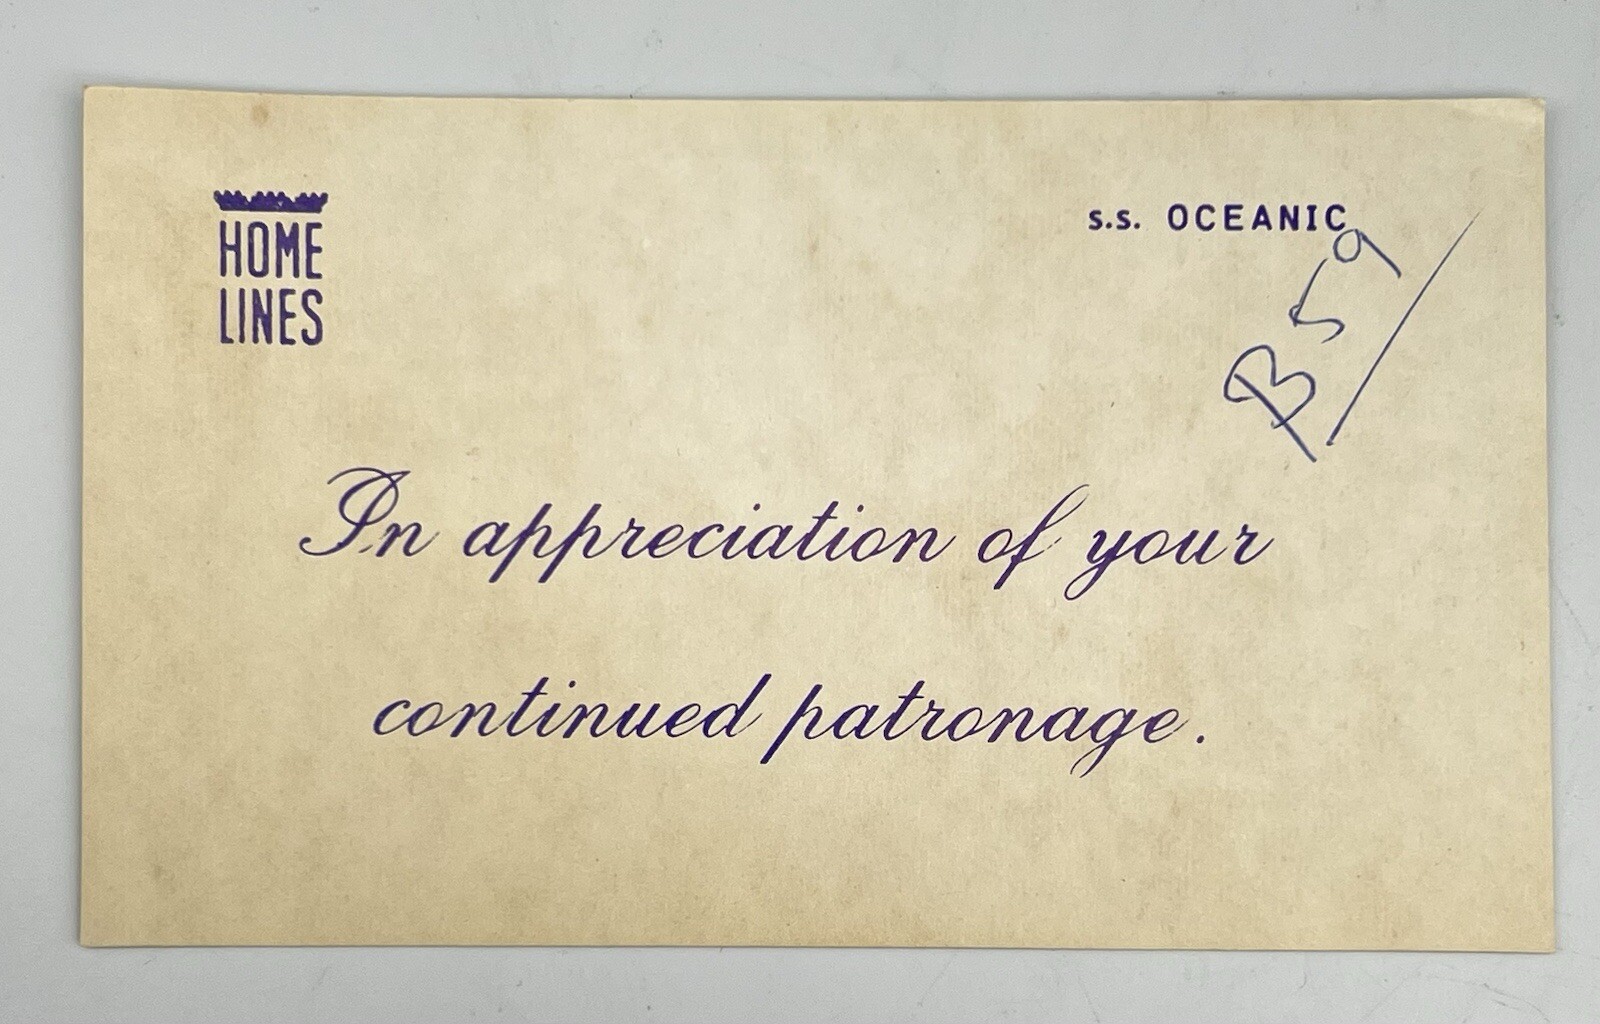 HOME
LINES
s.s. OCEANIC
B59
In appreciation of your
continued patronage.